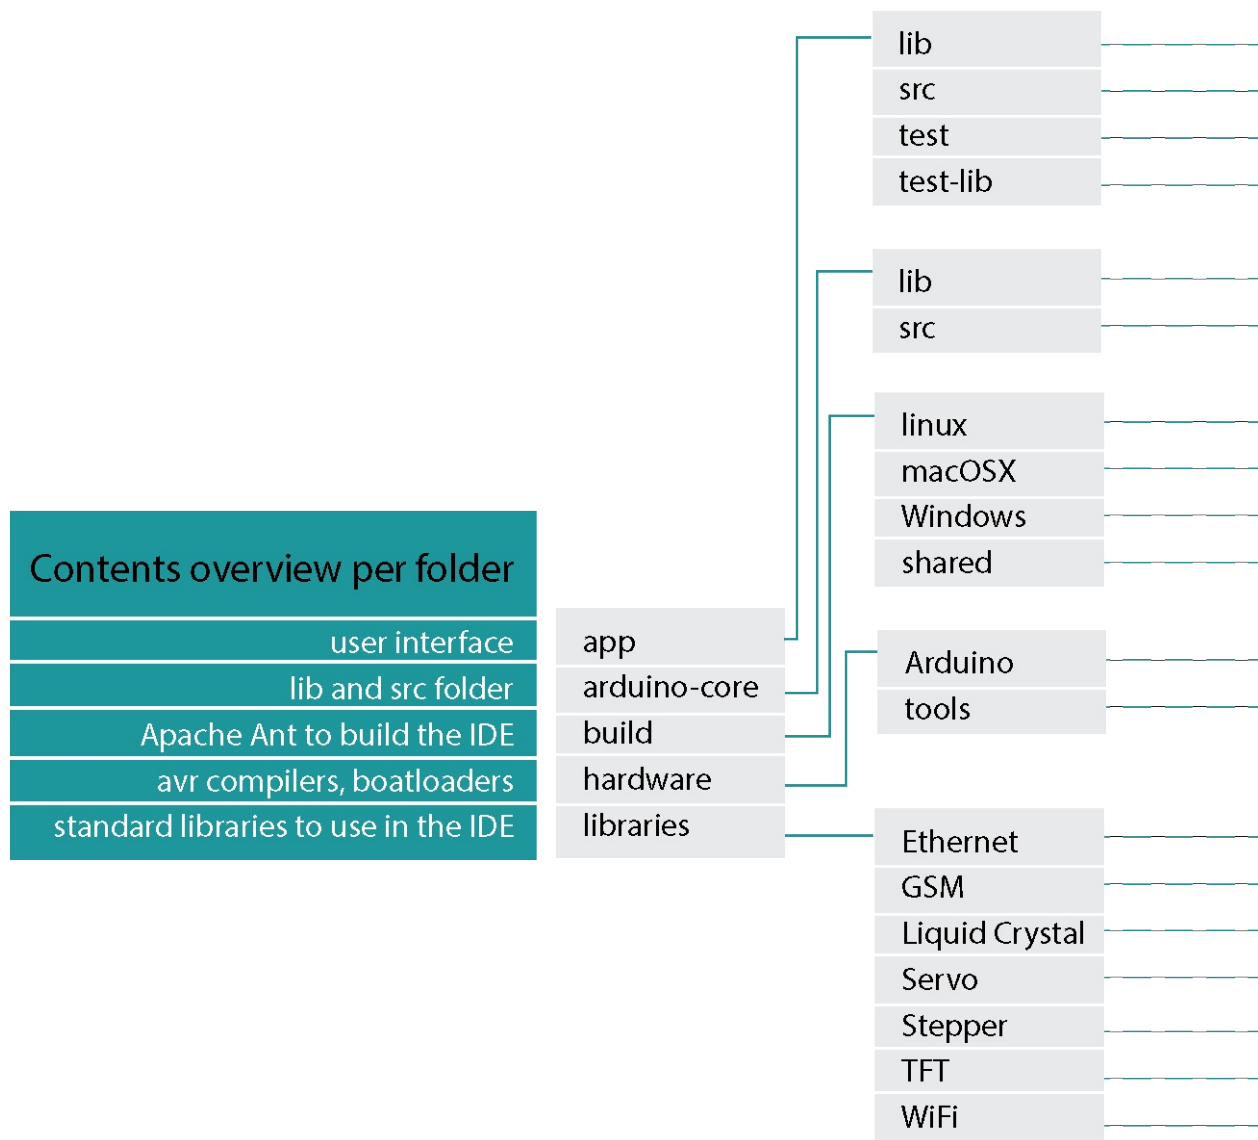 lib
src
test
test-lib
lib
src
linux
macOSX
Windows
shared
Contents overview per folder
user interface
lib and src folder
Apache Ant to build the IDE
avr compilers, boatloaders
standard libraries to use in the IDE
app
arduino-core
build
hardware
libraries
Arduino
tools
Ethernet
GSM
Liquid Crystal
Servo
Stepper
TFT
WiFi